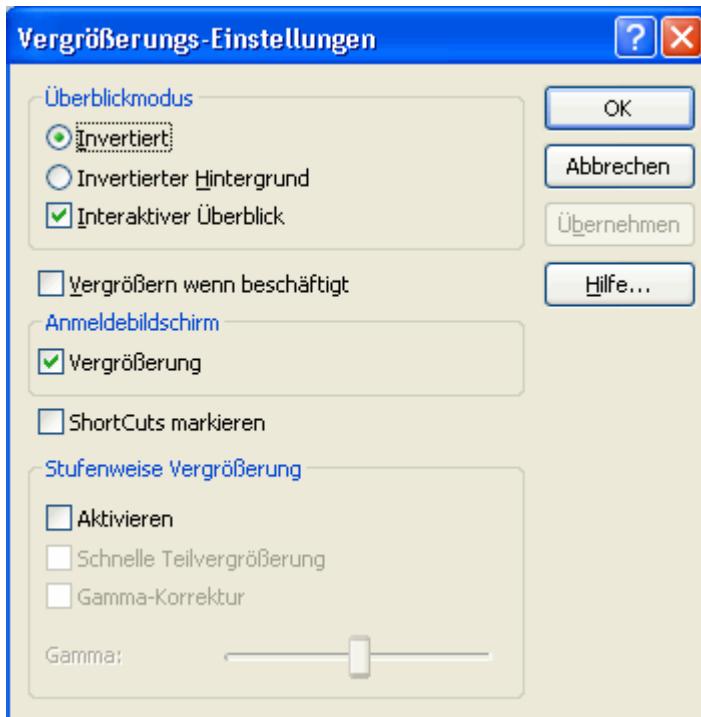 Vergrößerungs-Einstellungen
Überblickmodus
Invertiert
Invertierter Hintergrund
Interaktiver Überblick
Vergrößern wenn beschäftigt
Anmeldebildschirm
Vergrößerung
ShortCuts markieren
Stufenweise Vergrößerung
Aktivieren
Schnelle Teilvergrößerung
Gamma-Korrektur
Gamma:
OK
Abbrechen
Übernehmen
Hilfe...